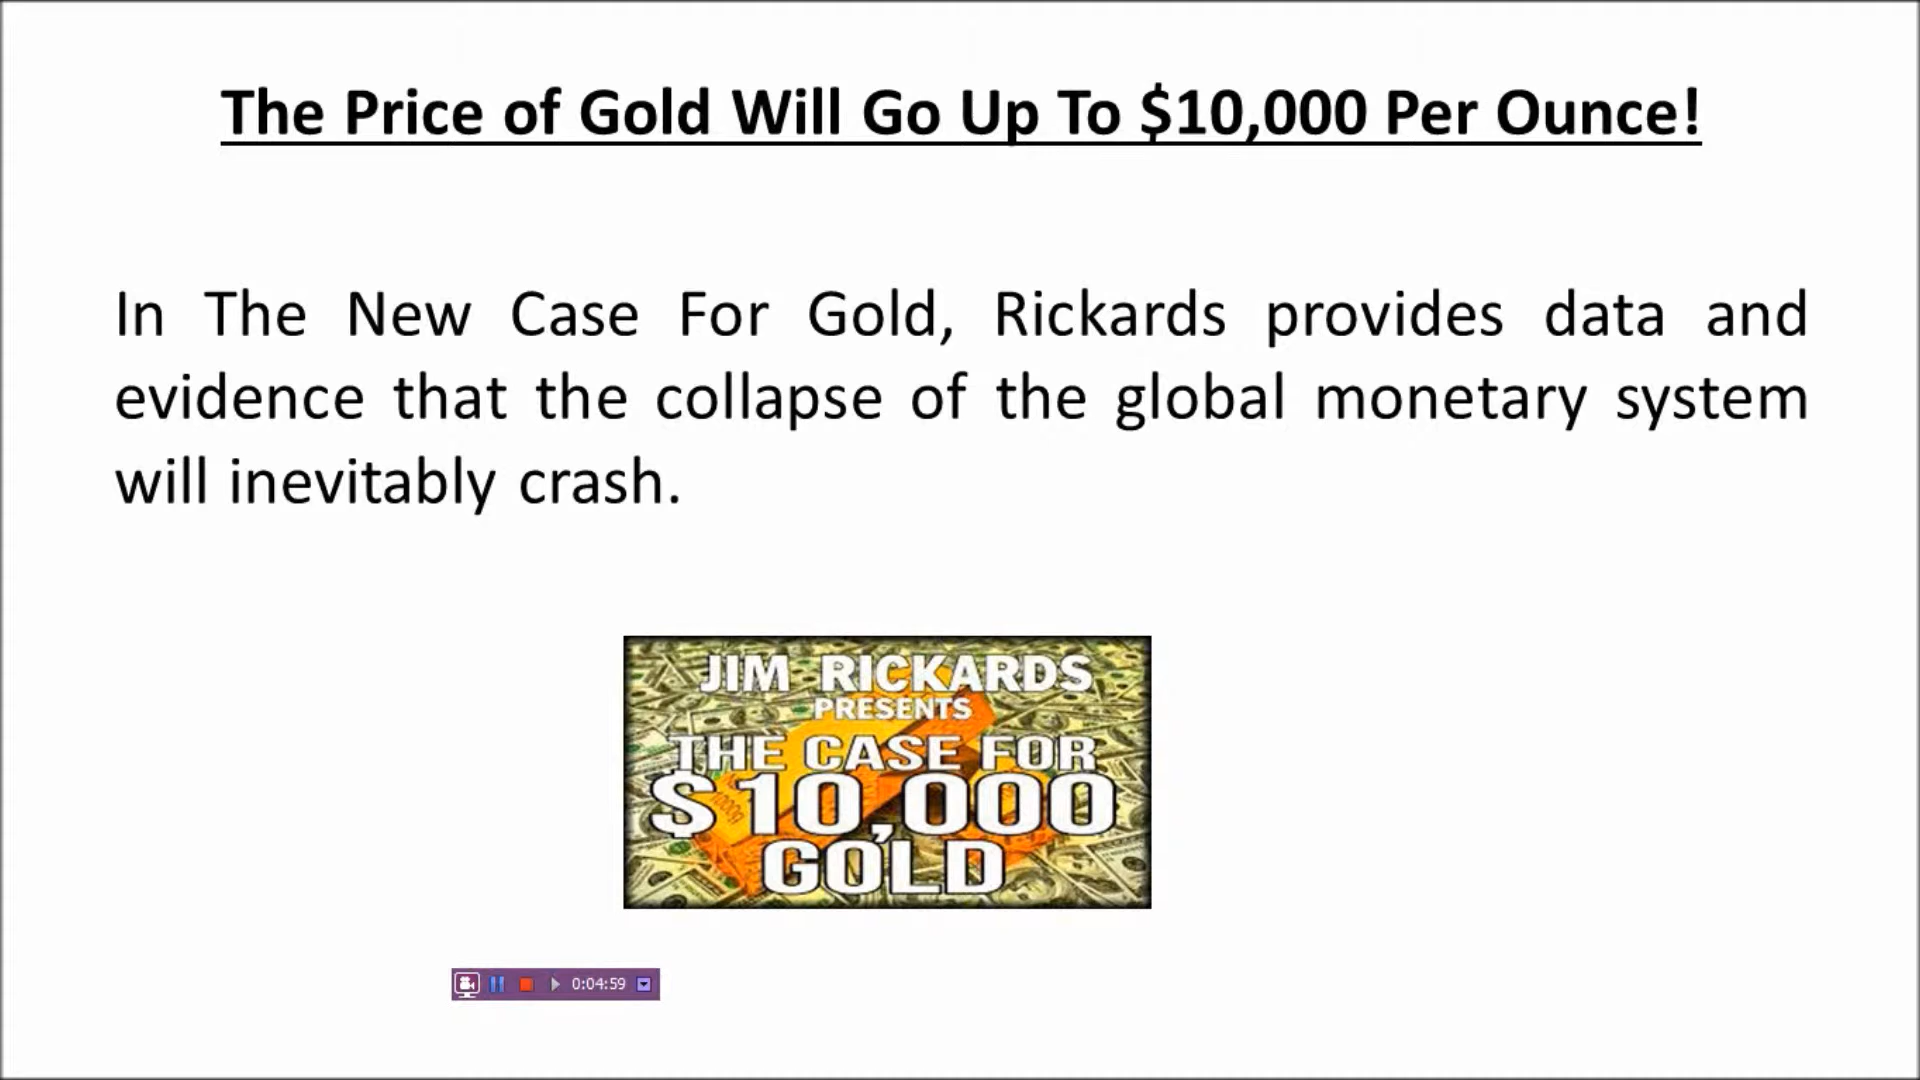 The Price of Gold Will Go Up To $10,000 Per Ounce!
In The New Case For Gold, Rickards provides data and
evidence that the collapse of the global monetary system
will inevitably crash.
JIM RICKARDS
PRESENTS
THE CASE FOR
$10,000
GOLD
0:04:59